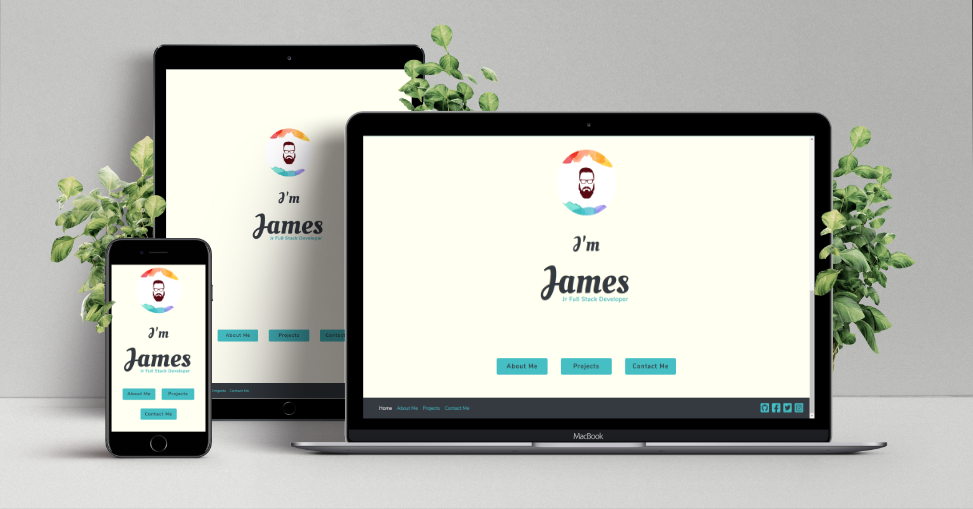 I'm
James
Jr Full Stack Developer
About Me Projects Contact
Projects Contact Me
I'm
James
Jr Full Stack Developer
About Me Projects
Contact Me
I'm
James
Jr Full Stack Developer
About Me Projects Contact Me
Home About Me Projects Contact Me
MacBook